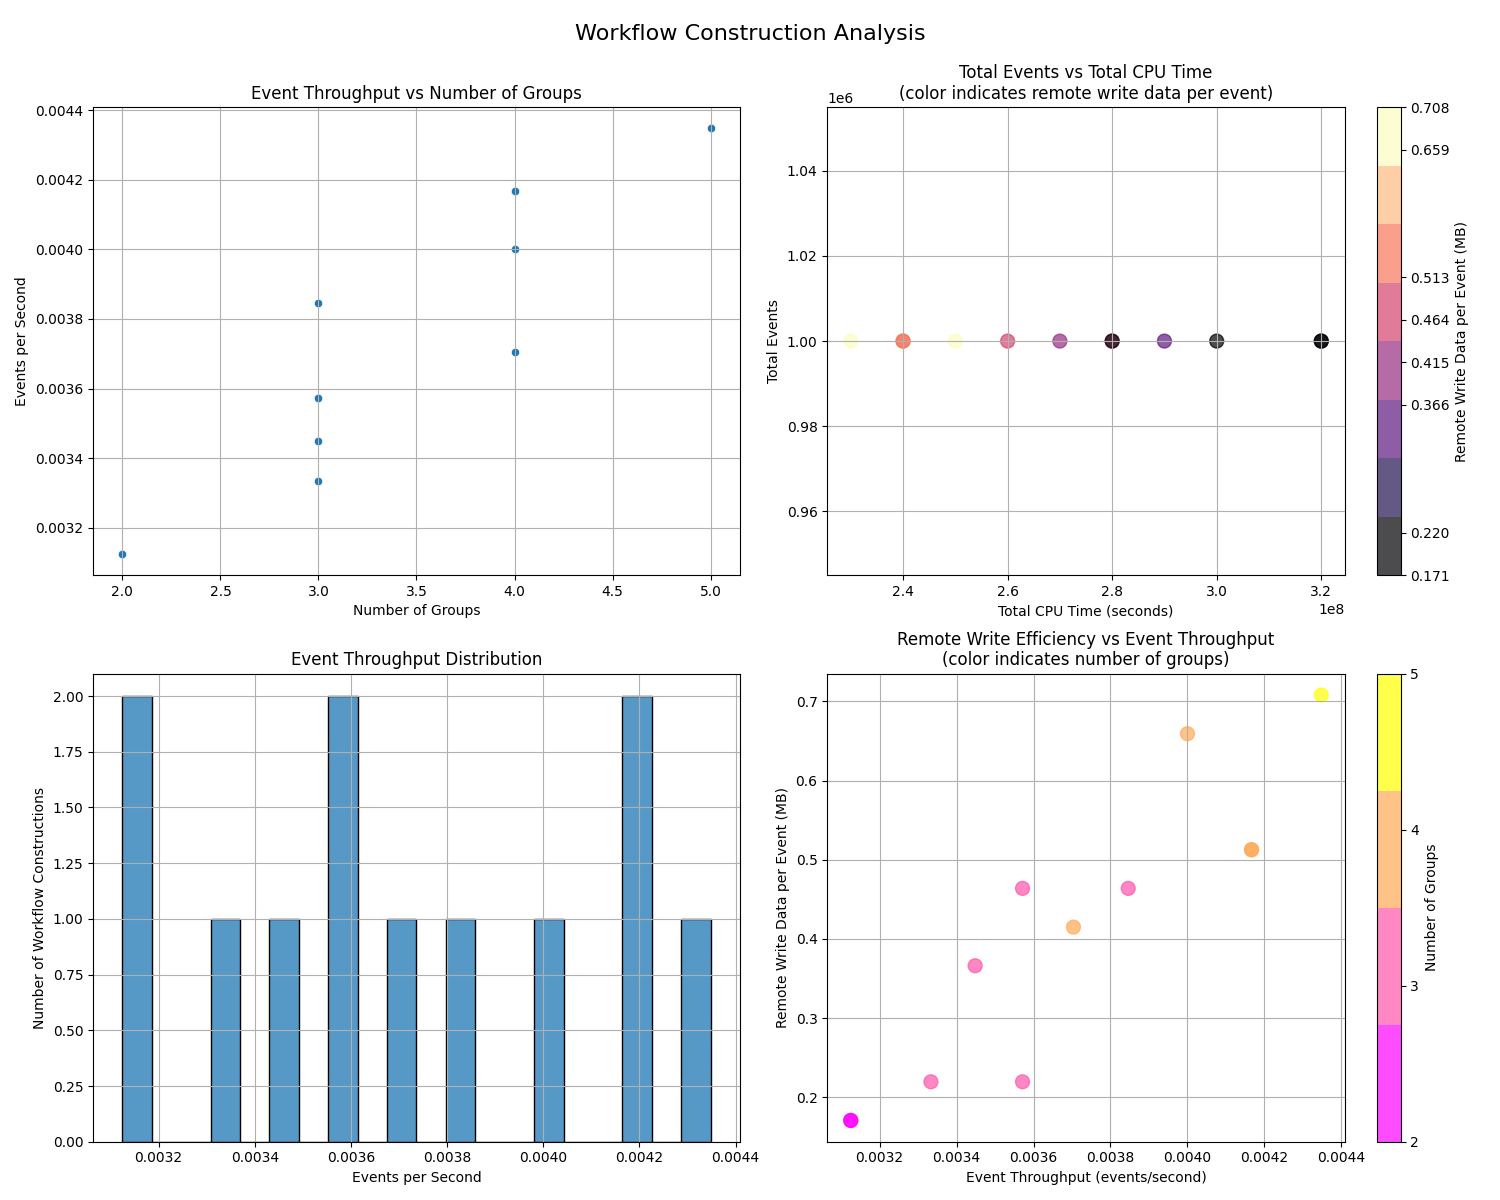 Workflow Construction Analysis
Event Throughput vs Number of Groups
0.0044
0.0042
0.0040
0.0038
0.0036
0.0034
0.0032
Events per Second
2.0 2.5 3.0 3.5 4.0 4.5 5.0
Number of Groups
Total Events vs Total CPU Time
(color indicates remote write data per event)
1e6
1.04
1.02
1.00
0.98
0.96
Total Events
2.4 2.6 2.8 3.0 3.2
1e8
Total CPU Time (seconds)
0.708
0.659
0.513
0.464
0.415
0.366
0.220
0.171
Remote Write Data per Event (MB)
Event Throughput Distribution
2.00
1.75
1.50
1.25
1.00
0.75
0.50
0.25
0.00
Number of Workflow Constructions
0.0032 0.0034 0.0036 0.0038 0.0040 0.0042 0.0044
Events per Second
Remote Write Efficiency vs Event Throughput
(color indicates number of groups)
0.7
0.6
0.5
0.4
0.3
0.2
Remote Write Data per Event (MB)
0.0032 0.0034 0.0036 0.0038 0.0040 0.0042 0.0044
Event Throughput (events/second)
5
4
3
2
Number of Groups